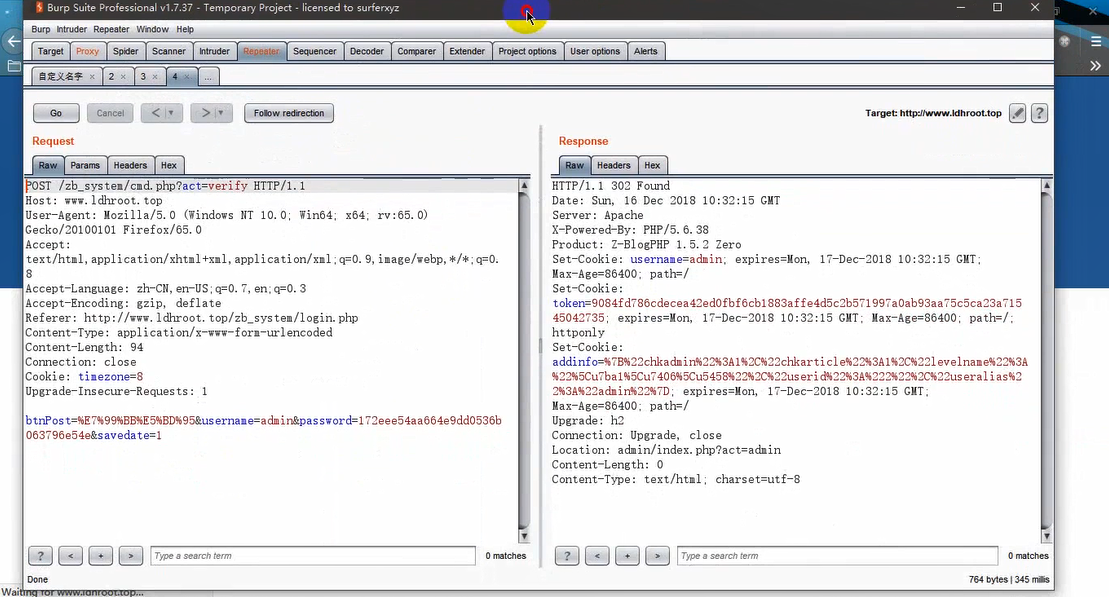 Burp Suite Professional v1.7.37 - Temporary Project - licensed to surferxyz
Burp Intruder Repeater Window Help
Target Proxy Spider Scanner Intruder Repeater Sequencer Decoder Comparer Extender Project options User options Alerts
自定义名字 × 2 × 3 × 4 × ...
Go Cancel < > Follow redirection Target: http://www.ldhroot.top ?
Request
Raw Params Headers Hex
POST /zb_system/cmd.php?act=verify HTTP/1.1
Host: www.ldhroot.top
User-Agent: Mozilla/5.0 (Windows NT 10.0; Win64; x64; rv:65.0)
Gecko/20100101 Firefox/65.0
Accept:
text/html,application/xhtml+xml,application/xml;q=0.9,image/webp,*/*;q=0.
8
Accept-Language: zh-CN,en-US;q=0.7,en;q=0.3
Accept-Encoding: gzip, deflate
Referer: http://www.ldhroot.top/zb_system/login.php
Content-Type: application/x-www-form-urlencoded
Content-Length: 94
Connection: close
Cookie: timezone=8
Upgrade-Insecure-Requests: 1
btnPost=%E7%99%BB%E5%BD%95&username=admin&password=172eee54aa664e9dd0536b
063796e54e&savedate=1
? < + > Type a search term 0 matches
Response
Raw Headers Hex
HTTP/1.1 302 Found
Date: Sun, 16 Dec 2018 10:32:15 GMT
Server: Apache
X-Powered-By: PHP/5.6.38
Product: Z-BlogPHP 1.5.2 Zero
Set-Cookie: username=admin; expires=Mon, 17-Dec-2018 10:32:15 GMT;
Max-Age=86400; path=/
Set-Cookie:
token=9084fd786cdecea42ed0fbf6cb1883affe4d5c2b571997a0ab93aa75c5ca23a715
45042735; expires=Mon, 17-Dec-2018 10:32:15 GMT; Max-Age=86400; path=/;
httponly
Set-Cookie:
addinfo=%7B%22chkadmin%22%3A1%2C%22chkarticle%22%3A1%2C%22levelname%22%3A
%22%5Cu7ba1%5Cu7406%5Cu5458%22%2C%22userid%22%3A%222%22%2C%22useralias%2
2%3A%22admin%22%7D; expires=Mon, 17-Dec-2018 10:32:15 GMT;
Max-Age=86400; path=/
Upgrade: h2
Connection: Upgrade, close
Location: admin/index.php?act=admin
Content-Length: 0
Content-Type: text/html; charset=utf-8
? < + > Type a search term 0 matches
Done 764 bytes | 345 millis
Waiting for www.ldhroot.top...